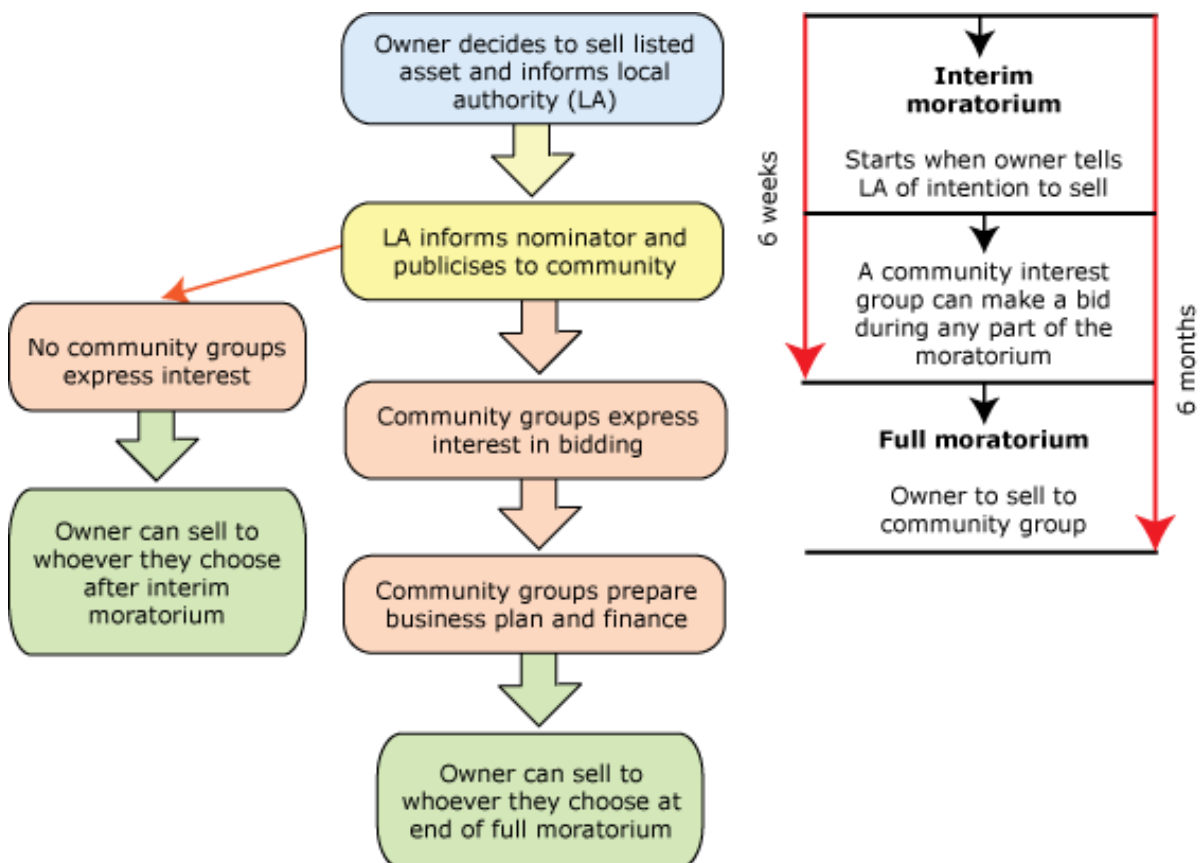 Owner decides to sell listed
asset and informs local
authority (LA)
LA informs nominator and
publicises to community
No community groups
express interest
Owner can sell to
whoever they choose
after interim
moratorium
Community groups express
interest in bidding
Community groups prepare
business plan and finance
Owner can sell to
whoever they choose at
end of full moratorium
6 weeks
Interim
moratorium
Starts when owner tells
LA of intention to sell
A community interest
group can make a bid
during any part of the
moratorium
Full moratorium
Owner to sell to
community group
6 months